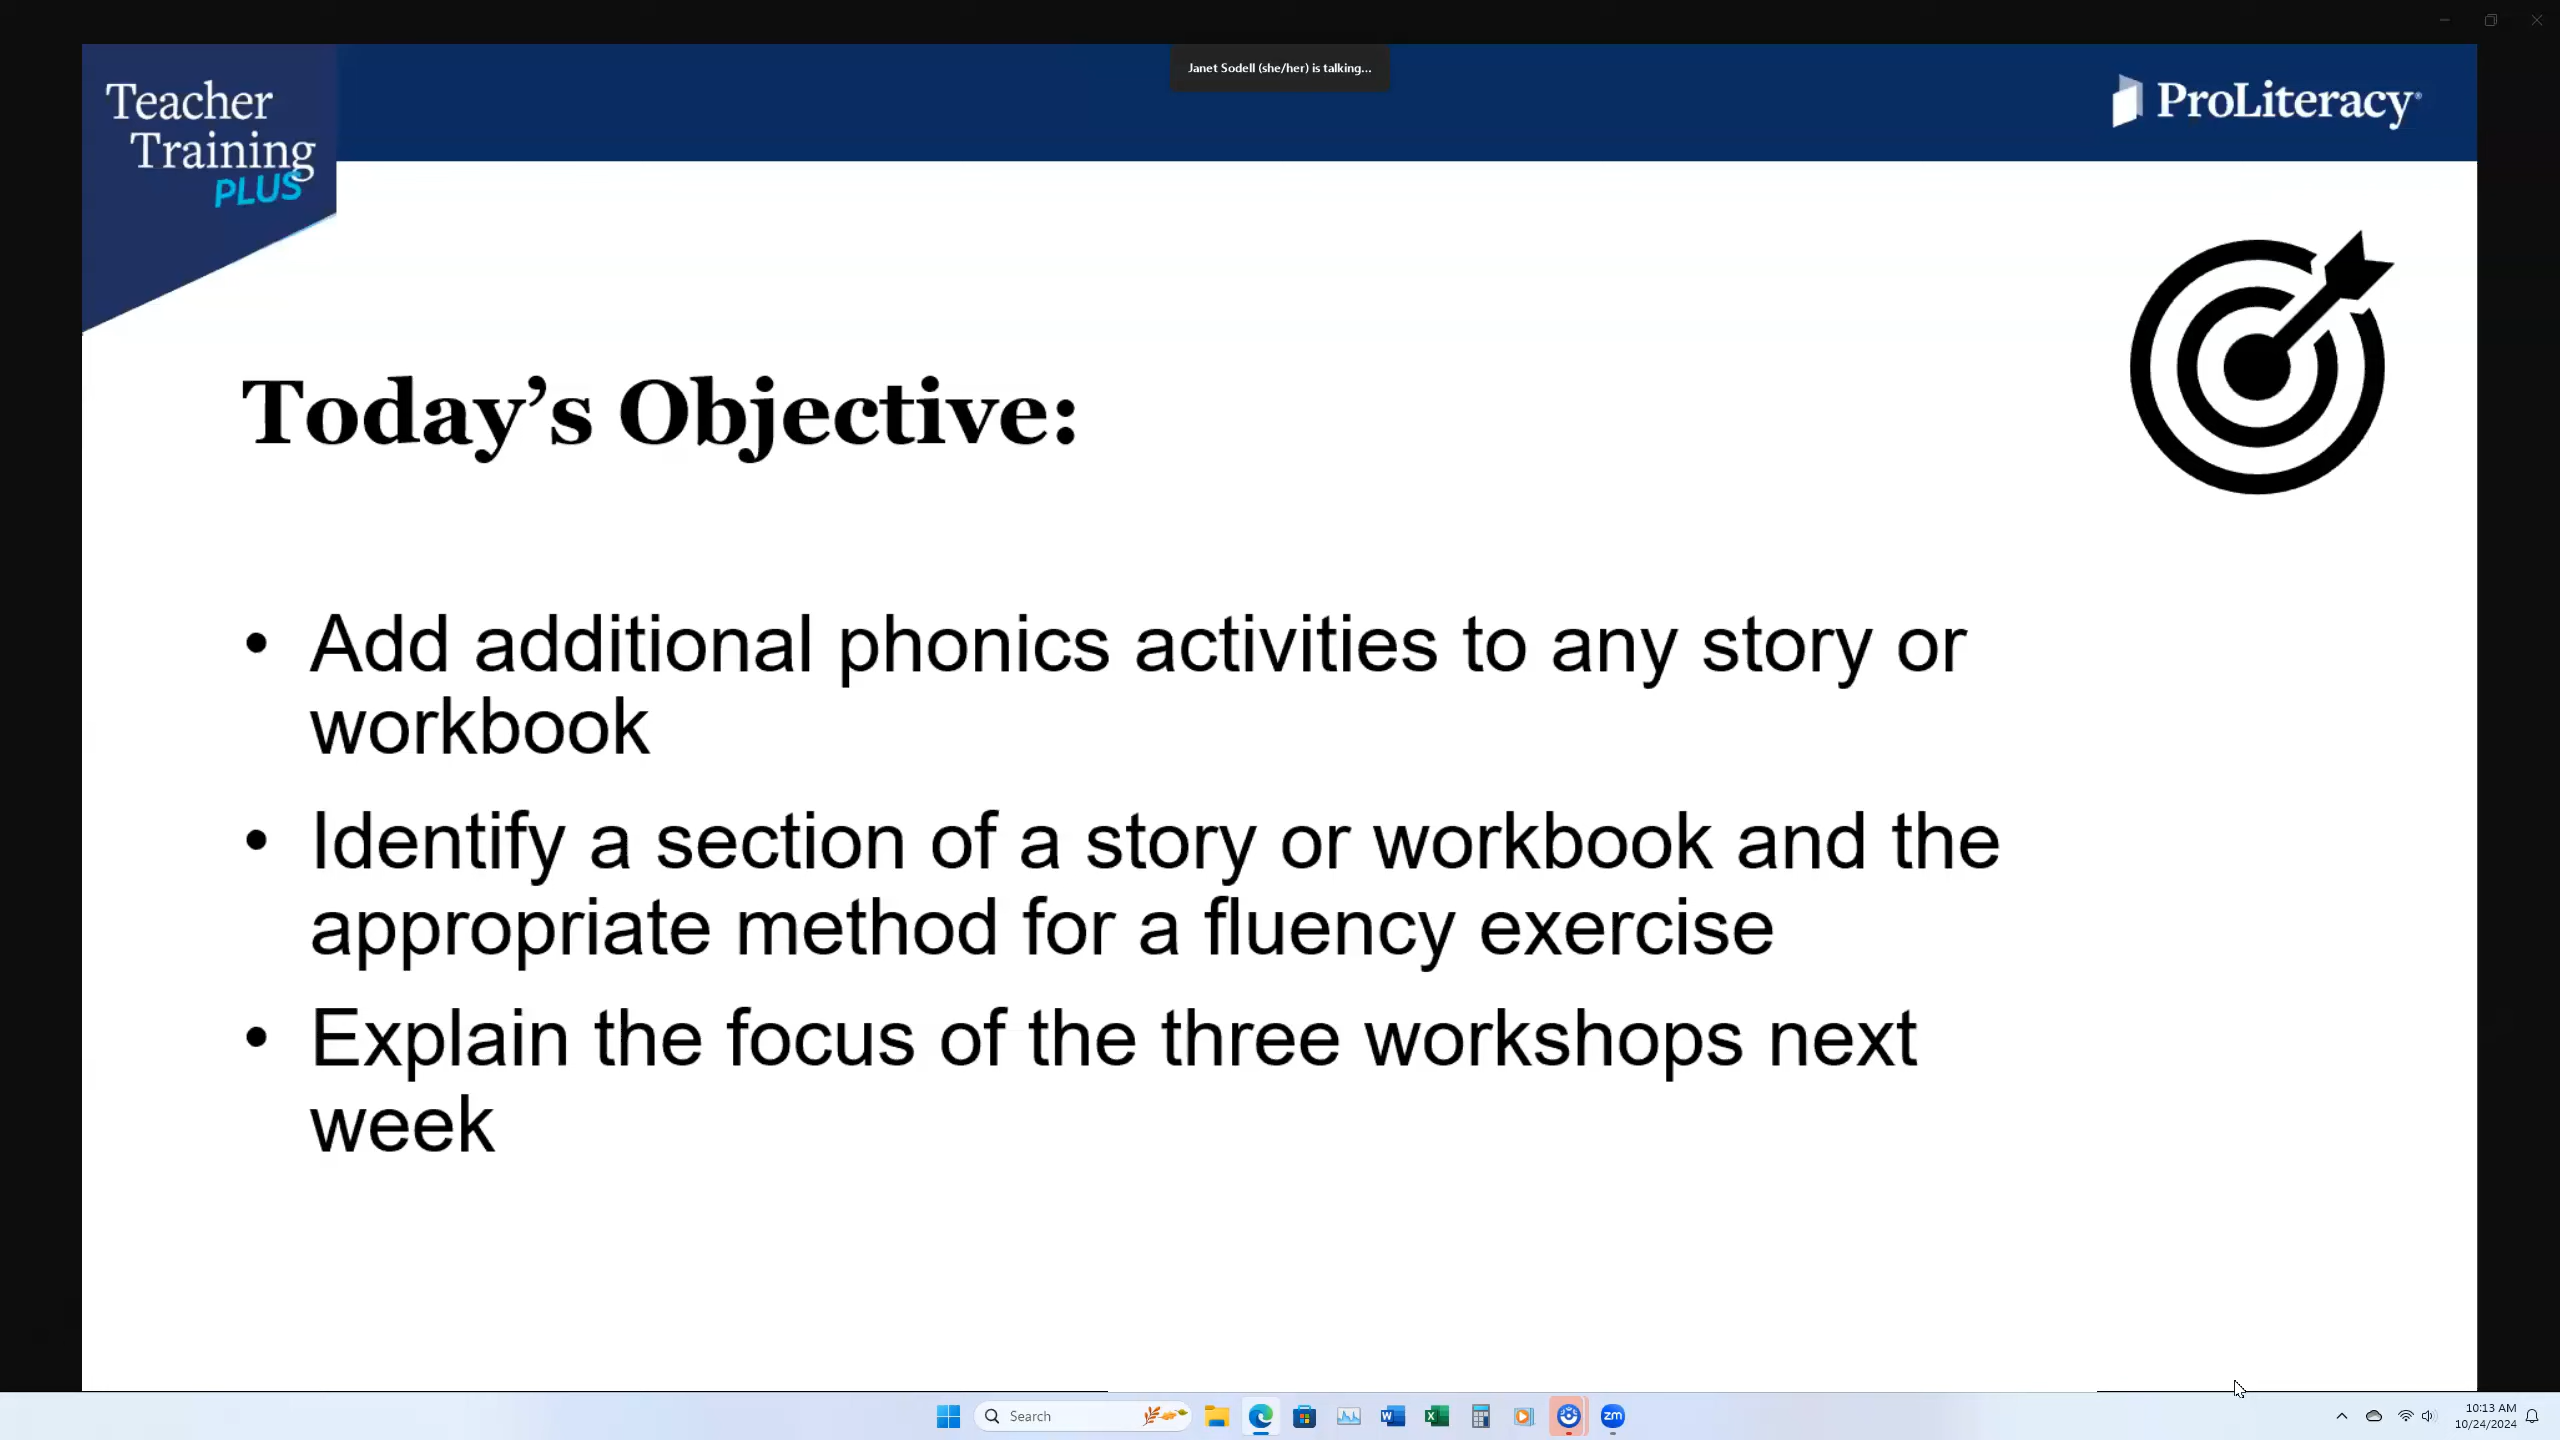 Janet Sodell (she/her) is talking...
Teacher
Training
PLUS
ProLiteracy®
Today’s Objective:
• Add additional phonics activities to any story or
workbook
• Identify a section of a story or workbook and the
appropriate method for a fluency exercise
• Explain the focus of the three workshops next
week
Search
zm
10:13 AM
10/24/2024